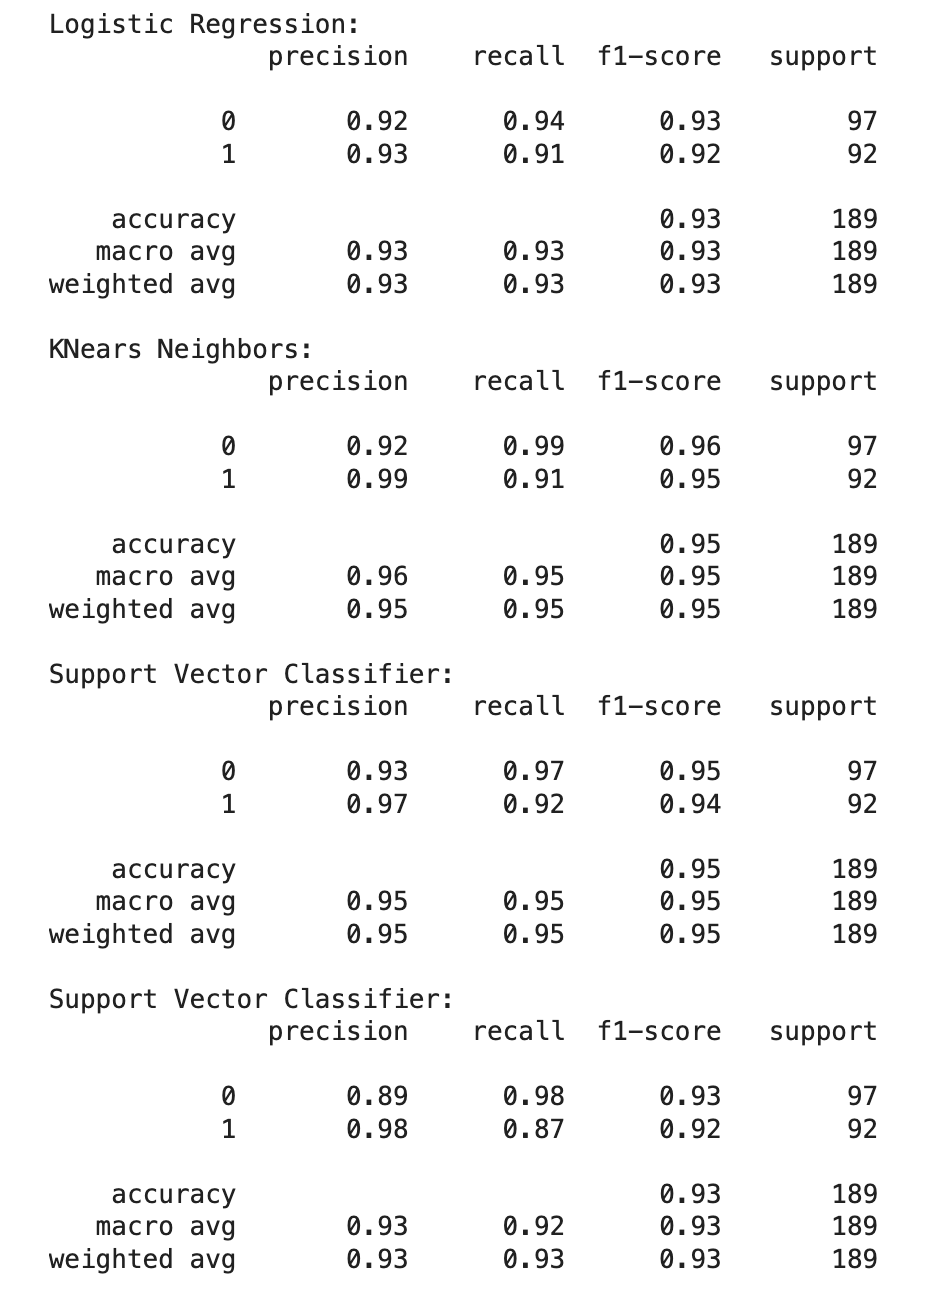 Logistic Regression:
precision recall f1-score support
0 0.92 0.94 0.93 97
1 0.93 0.91 0.92 92
accuracy 0.93 189
macro avg 0.93 0.93 0.93 189
weighted avg 0.93 0.93 0.93 189
KNears Neighbors:
precision recall f1-score support
0 0.92 0.99 0.96 97
1 0.99 0.91 0.95 92
accuracy 0.95 189
macro avg 0.96 0.95 0.95 189
weighted avg 0.95 0.95 0.95 189
Support Vector Classifier:
precision recall f1-score support
0 0.93 0.97 0.95 97
1 0.97 0.92 0.94 92
accuracy 0.95 189
macro avg 0.95 0.95 0.95 189
weighted avg 0.95 0.95 0.95 189
Support Vector Classifier:
precision recall f1-score support
0 0.89 0.98 0.93 97
1 0.98 0.87 0.92 92
accuracy 0.93 189
macro avg 0.93 0.92 0.93 189
weighted avg 0.93 0.93 0.93 189